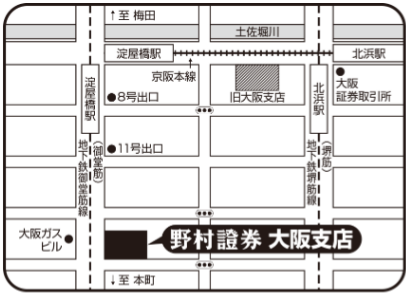 ↑至 梅田
土佐堀川
淀屋橋駅
北浜駅
京阪本線
淀屋橋駅
●8号出口
旧大阪支店
北浜駅
大阪
証券取引所
●11号出口
地下鉄御堂筋線
(御堂筋)
地下鉄堺筋線
(堺筋)
大阪ガス
ビル
野村證券 大阪支店
↓至 本町